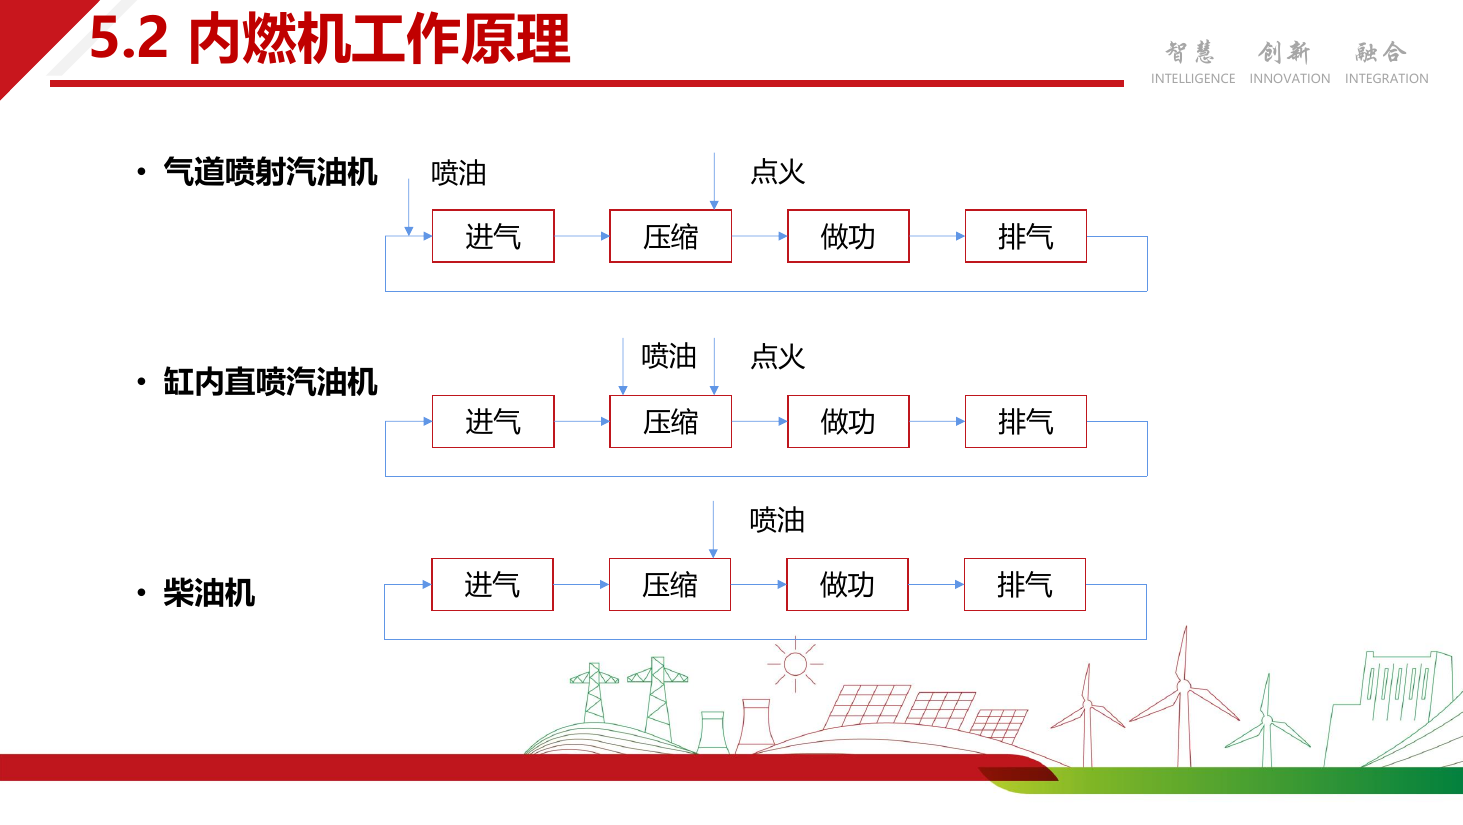 5.2 内燃机工作原理
智慧 创新 融合
INTELLIGENCE INNOVATION INTEGRATION
• 气道喷射汽油机
喷油 点火
进气 压缩 做功 排气
喷油 点火
• 缸内直喷汽油机
进气 压缩 做功 排气
喷油
• 柴油机
进气 压缩 做功 排气